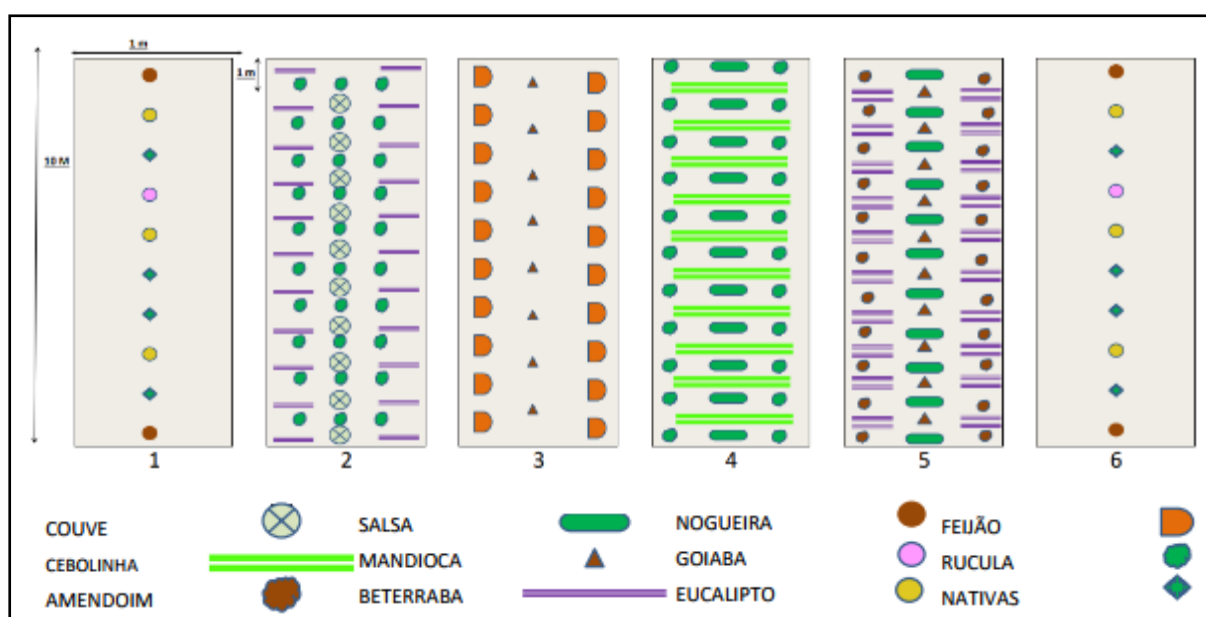 1 m
1 m
10 M
1 2 3 4 5 6
COUVE SALSA NOGUEIRA FEIJÃO
CEBOLINHA MANDIOCA GOIABA RUCULA
AMENDOIM BETERRABA EUCALIPTO NATIVAS